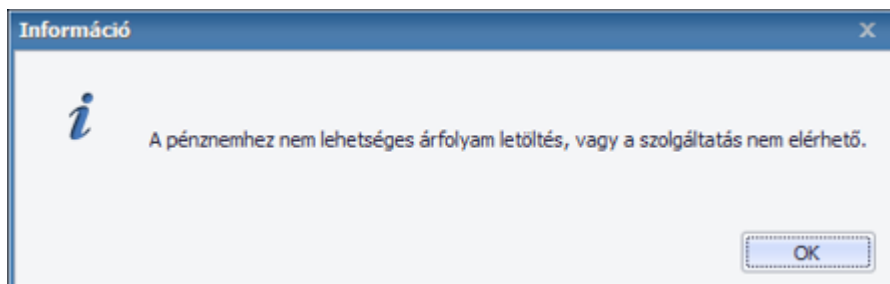 Információ
A pénznemhez nem lehetséges árfolyam letöltés, vagy a szolgáltatás nem elérhető.
OK